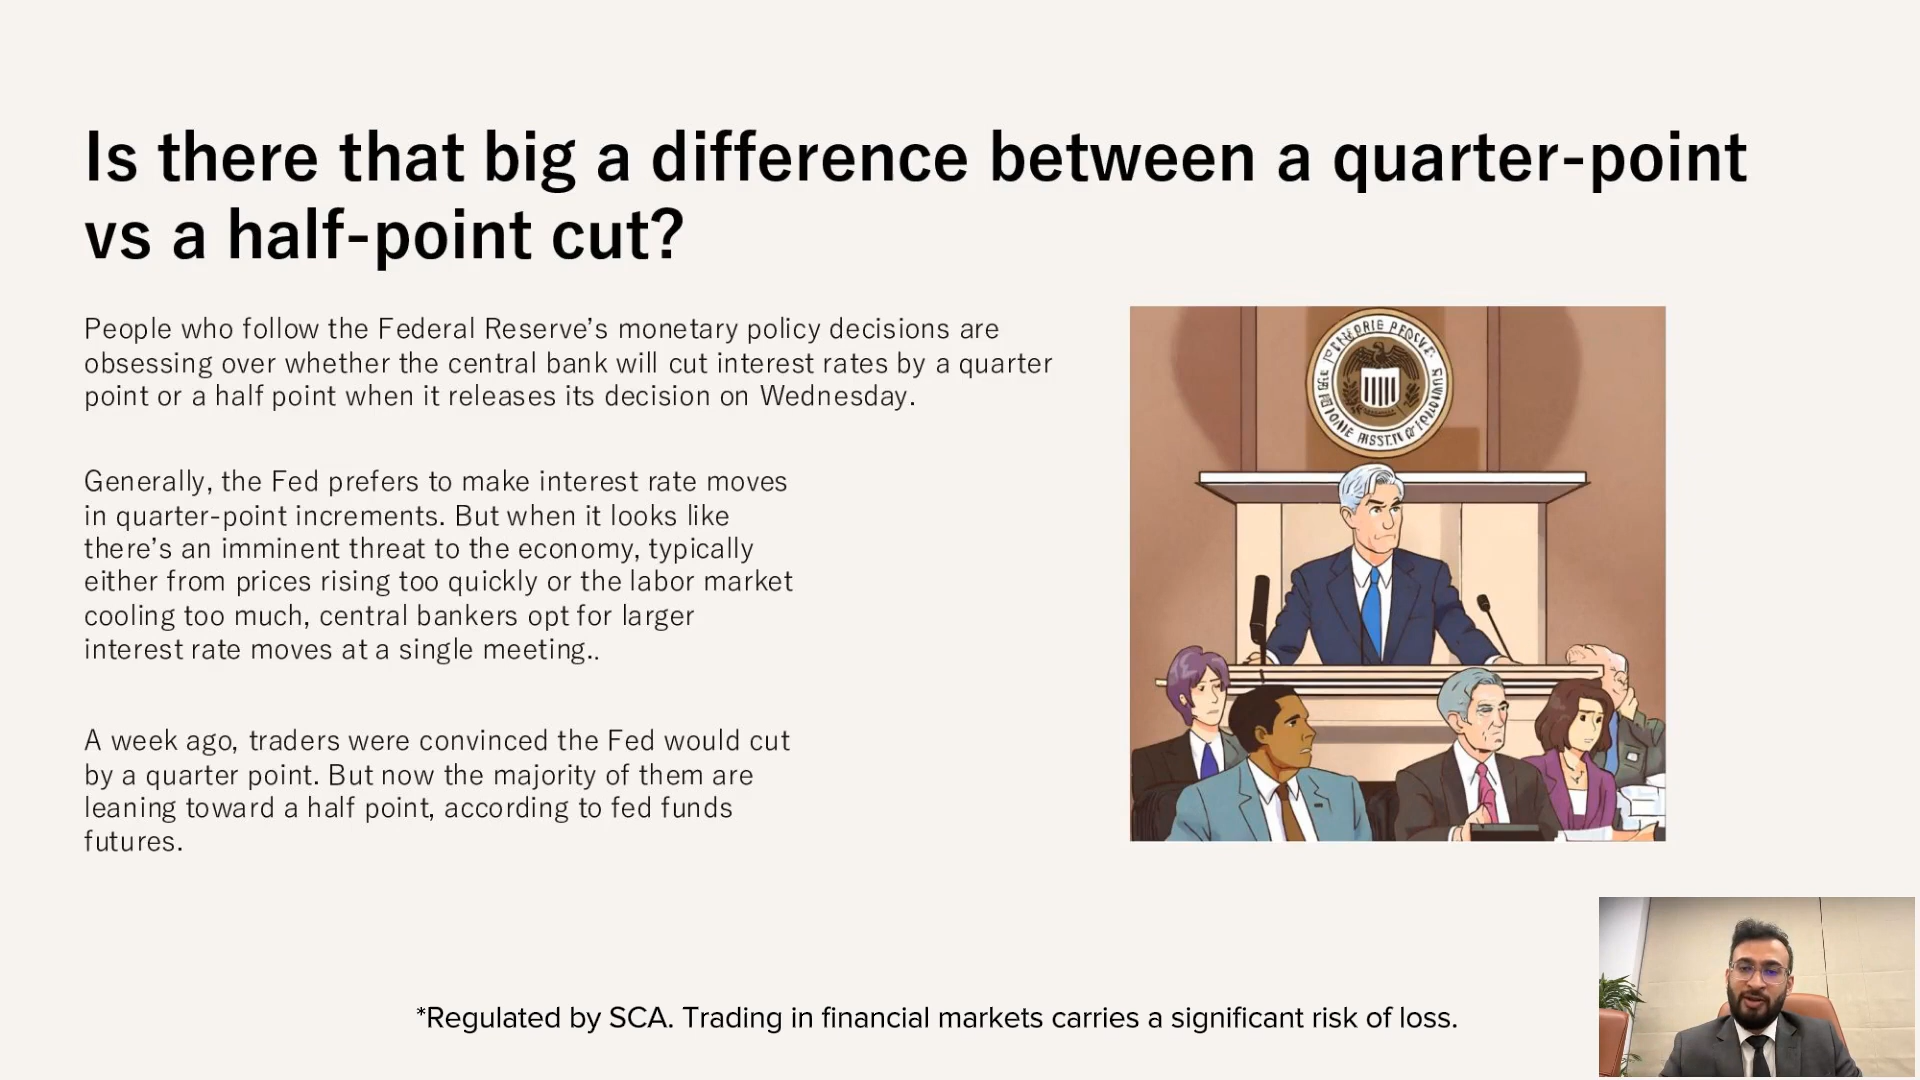 Is there that big a difference between a quarter-point
vs a half-point cut?
People who follow the Federal Reserve’s monetary policy decisions are
obsessing over whether the central bank will cut interest rates by a quarter
point or a half point when it releases its decision on Wednesday.
Generally, the Fed prefers to make interest rate moves
in quarter-point increments. But when it looks like
there’s an imminent threat to the economy, typically
either from prices rising too quickly or the labor market
cooling too much, central bankers opt for larger
interest rate moves at a single meeting..
A week ago, traders were convinced the Fed would cut
by a quarter point. But now the majority of them are
leaning toward a half point, according to fed funds
futures.
*Regulated by SCA. Trading in financial markets carries a significant risk of loss.